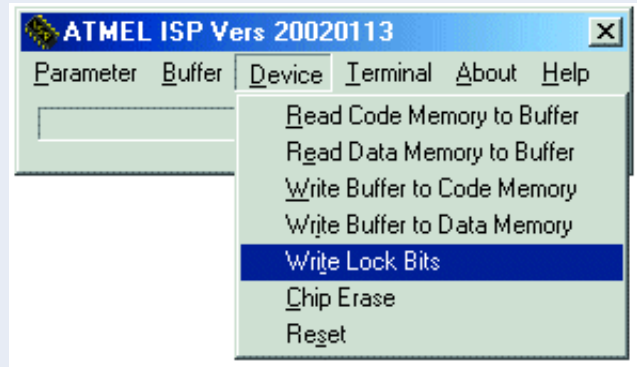 ATMEL ISP Vers 20020113
Parameter Buffer Device Terminal About Help
Read Code Memory to Buffer
Read Data Memory to Buffer
Write Buffer to Code Memory
Write Buffer to Data Memory
Write Lock Bits
Chip Erase
Reset